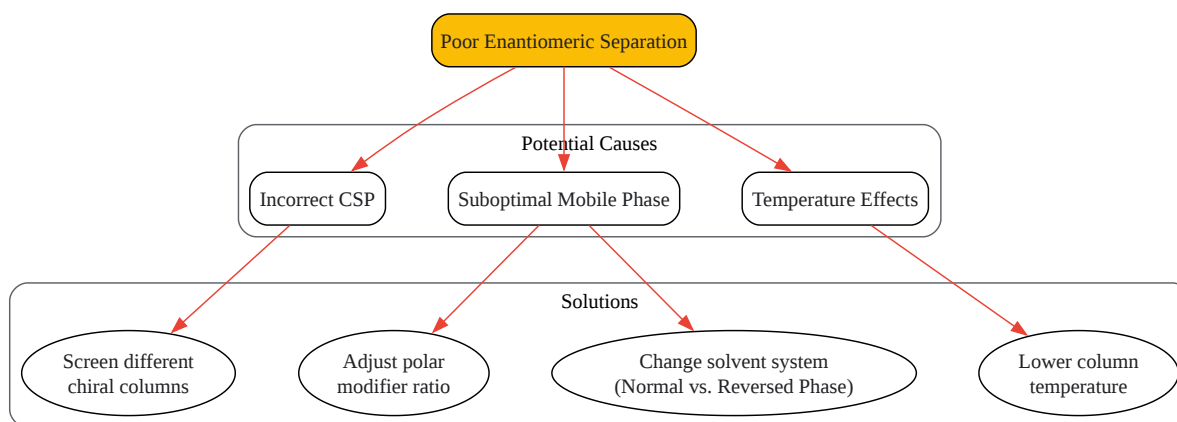 Poor Enantiomeric Separation
Potential Causes
Incorrect CSP
Suboptimal Mobile Phase
Temperature Effects
Solutions
Screen different
chiral columns
Adjust polar
modifier ratio
Change solvent system
(Normal vs. Reversed Phase)
Lower column
temperature